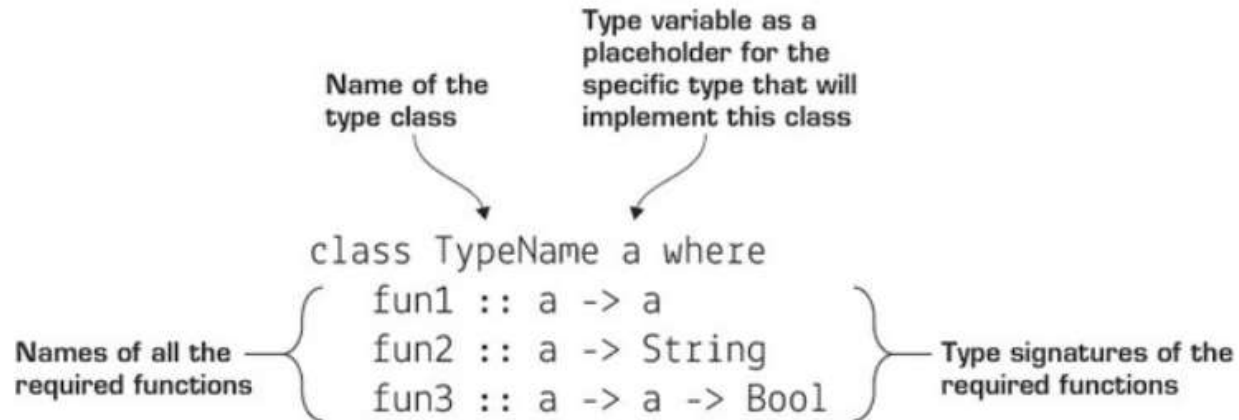 Type variable as a
placeholder for the
specific type that will
implement this class
Name of the
type class
class TypeName a where
fun1 :: a -> a
fun2 :: a -> String
fun3 :: a -> a -> Bool
Names of all the
required functions
Type signatures of the
required functions